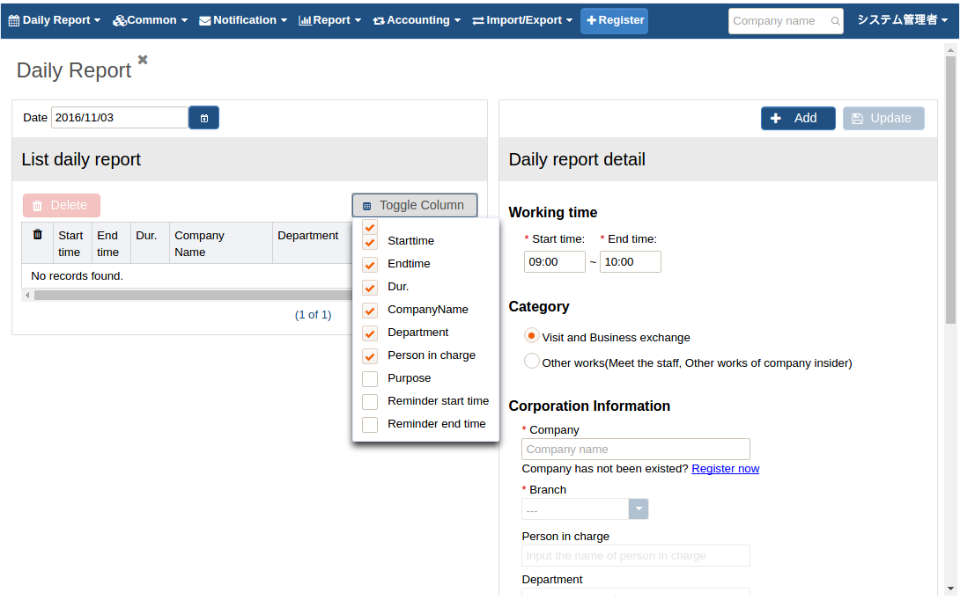 Daily Report Common Notification Report Accounting Import/Export Register Company name システム管理者
Daily Report
Date 2016/11/03
List daily report
Delete
Toggle Column
Start time
End time
Dur.
Company Name
Department
No records found.
(1 of 1)
Starttime
Endtime
Dur.
CompanyName
Department
Person in charge
Purpose
Reminder start time
Reminder end time
Add Update
Daily report detail
Working time
* Start time: * End time:
09:00 ~ 10:00
Category
Visit and Business exchange
Other works(Meet the staff, Other works of company insider)
Corporation Information
* Company
Company name
Company has not been existed? Register now
* Branch
---
Person in charge
Input the name of person in charge
Department